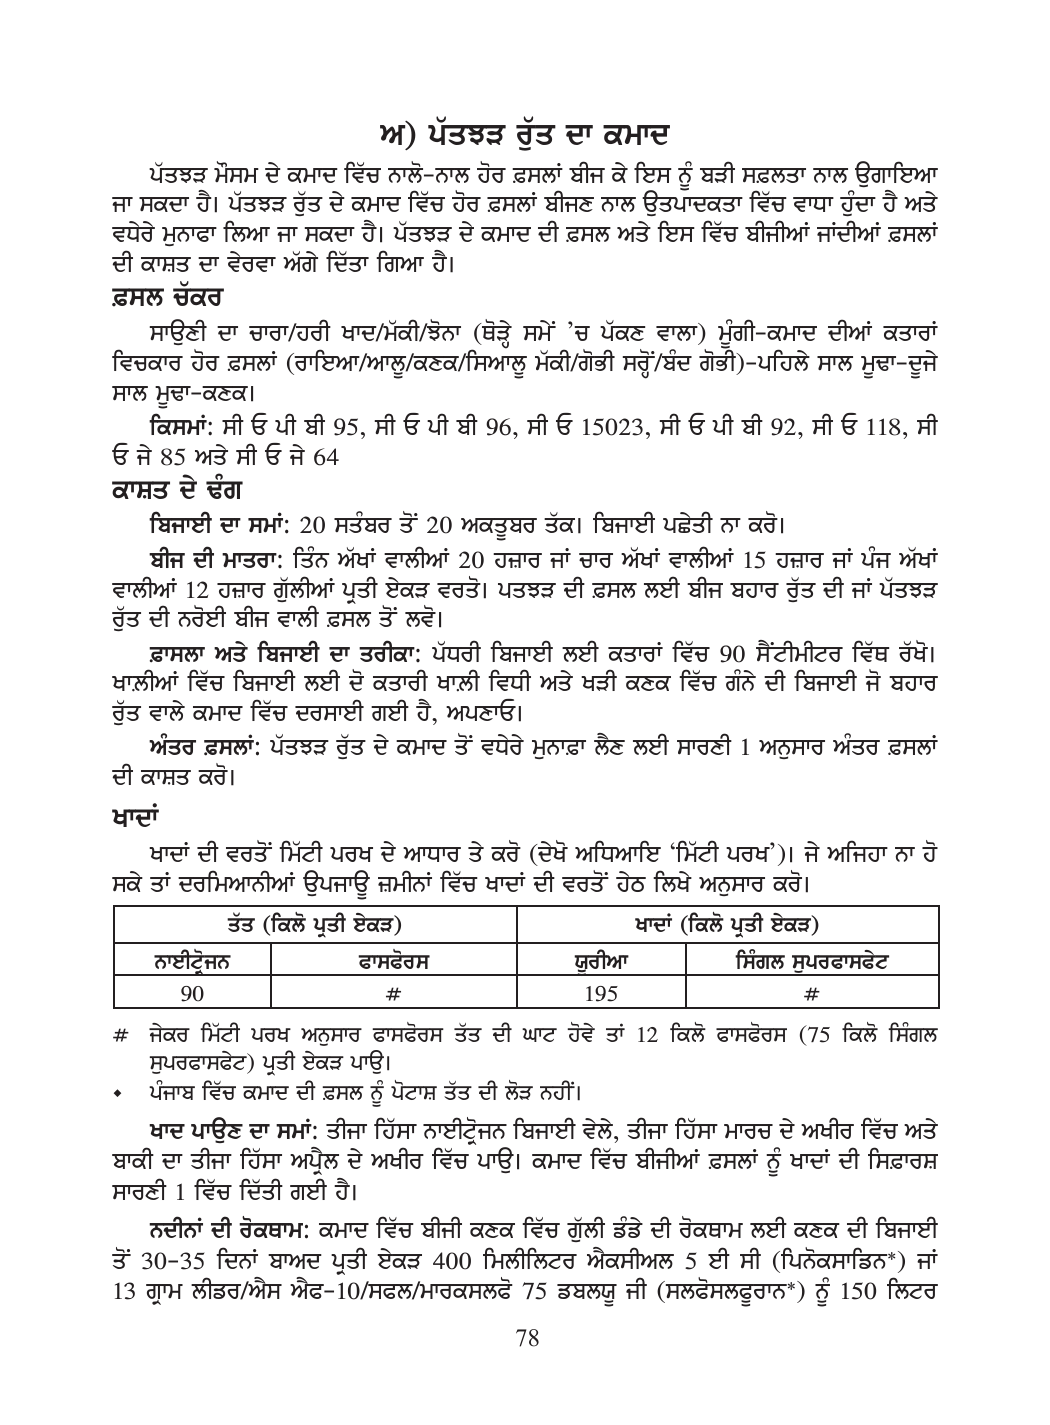 ਅ) ਪੱਤਝੜ ਰੁੱਤ ਦਾ ਕਮਾਦ
ਪੱਤਝੜ ਮੌਸਮ ਦੇ ਕਮਾਦ ਵਿੱਚ ਨਾਲੋ-ਨਾਲ ਹੋਰ ਫ਼ਸਲਾਂ ਬੀਜ ਕੇ ਇਸ ਨੂੰ ਬੜੀ ਸਫ਼ਲਤਾ ਨਾਲ ਉਗਾਇਆ
ਜਾ ਸਕਦਾ ਹੈ। ਪੱਤਝੜ ਰੁੱਤ ਦੇ ਕਮਾਦ ਵਿੱਚ ਹੋਰ ਫ਼ਸਲਾਂ ਬੀਜਣ ਨਾਲ ਉਤਪਾਦਕਤਾ ਵਿੱਚ ਵਾਧਾ ਹੁੰਦਾ ਹੈ ਅਤੇ
ਵਧੇਰੇ ਮੁਨਾਫਾ ਲਿਆ ਜਾ ਸਕਦਾ ਹੈ। ਪੱਤਝੜ ਦੇ ਕਮਾਦ ਦੀ ਫ਼ਸਲ ਅਤੇ ਇਸ ਵਿੱਚ ਬੀਜੀਆਂ ਜਾਂਦੀਆਂ ਫ਼ਸਲਾਂ
ਦੀ ਕਾਸ਼ਤ ਦਾ ਵੇਰਵਾ ਅੱਗੇ ਦਿੱਤਾ ਗਿਆ ਹੈ।
ਫ਼ਸਲ ਚੱਕਰ
ਸਾਉਣੀ ਦਾ ਚਾਰਾ/ਹਰੀ ਖਾਦ/ਮੱਕੀ/ਝੋਨਾ (ਥੋੜ੍ਹੇ ਸਮੇਂ ’ਚ ਪੱਕਣ ਵਾਲਾ) ਮੂੰਗੀ-ਕਮਾਦ ਦੀਆਂ ਕਤਾਰਾਂ
ਵਿਚਕਾਰ ਹੋਰ ਫ਼ਸਲਾਂ (ਰਾਇਆ/ਆਲੂ/ਕਣਕ/ਸਿਆਲੂ ਮੱਕੀ/ਗੋਭੀ ਸਰ੍ਹੋਂ/ਬੰਦ ਗੋਭੀ)-ਪਹਿਲੇ ਸਾਲ ਮੂਢਾ-ਦੂਜੇ
ਸਾਲ ਮੂਢਾ-ਕਣਕ।
ਕਿਸਮਾਂ: ਸੀ ਓ ਪੀ ਬੀ 95, ਸੀ ਓ ਪੀ ਬੀ 96, ਸੀ ਓ 15023, ਸੀ ਓ ਪੀ ਬੀ 92, ਸੀ ਓ 118, ਸੀ
ਓ ਜੇ 85 ਅਤੇ ਸੀ ਓ ਜੇ 64
ਕਾਸ਼ਤ ਦੇ ਢੰਗ
ਬਿਜਾਈ ਦਾ ਸਮਾਂ: 20 ਸਤੰਬਰ ਤੋਂ 20 ਅਕਤੂਬਰ ਤੱਕ। ਬਿਜਾਈ ਪਛੇਤੀ ਨਾ ਕਰੋ।
ਬੀਜ ਦੀ ਮਾਤਰਾ: ਤਿੰਨ ਅੱਖਾਂ ਵਾਲੀਆਂ 20 ਹਜ਼ਾਰ ਜਾਂ ਚਾਰ ਅੱਖਾਂ ਵਾਲੀਆਂ 15 ਹਜ਼ਾਰ ਜਾਂ ਪੰਜ ਅੱਖਾਂ
ਵਾਲੀਆਂ 12 ਹਜ਼ਾਰ ਗੁੱਲੀਆਂ ਪ੍ਰਤੀ ਏਕੜ ਵਰਤੋ। ਪਤਝੜ ਦੀ ਫ਼ਸਲ ਲਈ ਬੀਜ ਬਹਾਰ ਰੁੱਤ ਦੀ ਜਾਂ ਪੱਤਝੜ
ਰੁੱਤ ਦੀ ਨਰੋਈ ਬੀਜ ਵਾਲੀ ਫ਼ਸਲ ਤੋਂ ਲਵੋ।
ਫ਼ਾਸਲਾ ਅਤੇ ਬਿਜਾਈ ਦਾ ਤਰੀਕਾ: ਪੱਧਰੀ ਬਿਜਾਈ ਲਈ ਕਤਾਰਾਂ ਵਿੱਚ 90 ਸੈਂਟੀਮੀਟਰ ਵਿੱਥ ਰੱਖੋ।
ਖਾਲ਼ੀਆਂ ਵਿੱਚ ਬਿਜਾਈ ਲਈ ਦੋ ਕਤਾਰੀ ਖਾਲ਼ੀ ਵਿਧੀ ਅਤੇ ਖੜੀ ਕਣਕ ਵਿੱਚ ਗੰਨੇ ਦੀ ਬਿਜਾਈ ਜੋ ਬਹਾਰ
ਰੁੱਤ ਵਾਲੇ ਕਮਾਦ ਵਿੱਚ ਦਰਸਾਈ ਗਈ ਹੈ, ਅਪਣਾਓ।
ਅੰਤਰ ਫ਼ਸਲਾਂ: ਪੱਤਝੜ ਰੁੱਤ ਦੇ ਕਮਾਦ ਤੋਂ ਵਧੇਰੇ ਮੁਨਾਫ਼ਾ ਲੈਣ ਲਈ ਸਾਰਣੀ 1 ਅਨੁਸਾਰ ਅੰਤਰ ਫ਼ਸਲਾਂ
ਦੀ ਕਾਸ਼ਤ ਕਰੋ।
ਖਾਦਾਂ
ਖਾਦਾਂ ਦੀ ਵਰਤੋਂ ਮਿੱਟੀ ਪਰਖ ਦੇ ਆਧਾਰ ਤੇ ਕਰੋ (ਦੇਖੋ ਅਧਿਆਇ ‘ਮਿੱਟੀ ਪਰਖ’)। ਜੇ ਅਜਿਹਾ ਨਾ ਹੋ
ਸਕੇ ਤਾਂ ਦਰਮਿਆਨੀਆਂ ਉਪਜਾਊ ਜ਼ਮੀਨਾਂ ਵਿੱਚ ਖਾਦਾਂ ਦੀ ਵਰਤੋਂ ਹੇਠ ਲਿਖੇ ਅਨੁਸਾਰ ਕਰੋ।
ਤੱਤ (ਕਿਲੋ ਪ੍ਰਤੀ ਏਕੜ) ਖਾਦਾਂ (ਕਿਲੋ ਪ੍ਰਤੀ ਏਕੜ)
ਨਾਈਟ੍ਰੋਜਨ ਫਾਸਫੋਰਸ ਯੂਰੀਆ ਸਿੰਗਲ ਸੁਪਰਫਾਸਫੇਟ
90 # 195 #
# ਜੇਕਰ ਮਿੱਟੀ ਪਰਖ ਅਨੁਸਾਰ ਫਾਸਫੋਰਸ ਤੱਤ ਦੀ ਘਾਟ ਹੋਵੇ ਤਾਂ 12 ਕਿਲੋ ਫਾਸਫੋਰਸ (75 ਕਿਲੋ ਸਿੰਗਲ
ਸੁਪਰਫਾਸਫੇਟ) ਪ੍ਰਤੀ ਏਕੜ ਪਾਉ।
⬩ ਪੰਜਾਬ ਵਿੱਚ ਕਮਾਦ ਦੀ ਫ਼ਸਲ ਨੂੰ ਪੋਟਾਸ਼ ਤੱਤ ਦੀ ਲੋੜ ਨਹੀਂ।
ਖਾਦ ਪਾਉਣ ਦਾ ਸਮਾਂ: ਤੀਜਾ ਹਿੱਸਾ ਨਾਈਟ੍ਰੋਜਨ ਬਿਜਾਈ ਵੇਲੇ, ਤੀਜਾ ਹਿੱਸਾ ਮਾਰਚ ਦੇ ਅਖੀਰ ਵਿੱਚ ਅਤੇ
ਬਾਕੀ ਦਾ ਤੀਜਾ ਹਿੱਸਾ ਅਪ੍ਰੈਲ ਦੇ ਅਖੀਰ ਵਿੱਚ ਪਾਉ। ਕਮਾਦ ਵਿੱਚ ਬੀਜੀਆਂ ਫ਼ਸਲਾਂ ਨੂੰ ਖਾਦਾਂ ਦੀ ਸਿਫ਼ਾਰਸ਼
ਸਾਰਣੀ 1 ਵਿੱਚ ਦਿੱਤੀ ਗਈ ਹੈ।
ਨਦੀਨਾਂ ਦੀ ਰੋਕਥਾਮ: ਕਮਾਦ ਵਿੱਚ ਬੀਜੀ ਕਣਕ ਵਿੱਚ ਗੁੱਲੀ ਡੰਡੇ ਦੀ ਰੋਕਥਾਮ ਲਈ ਕਣਕ ਦੀ ਬਿਜਾਈ
ਤੋਂ 30-35 ਦਿਨਾਂ ਬਾਅਦ ਪ੍ਰਤੀ ਏਕੜ 400 ਮਿਲੀਲਿਟਰ ਐਕਸੀਅਲ 5 ਈ ਸੀ (ਪਿਨੋਕਸਾਡਿਨ*) ਜਾਂ
13 ਗ੍ਰਾਮ ਲੀਡਰ/ਐਸ ਐਫ-10/ਸਫਲ/ਮਾਰਕਸਲਫੋ 75 ਡਬਲਯੂ ਜੀ (ਸਲਫੋਸਲਫੂਰਾਨ*) ਨੂੰ 150 ਲਿਟਰ
78